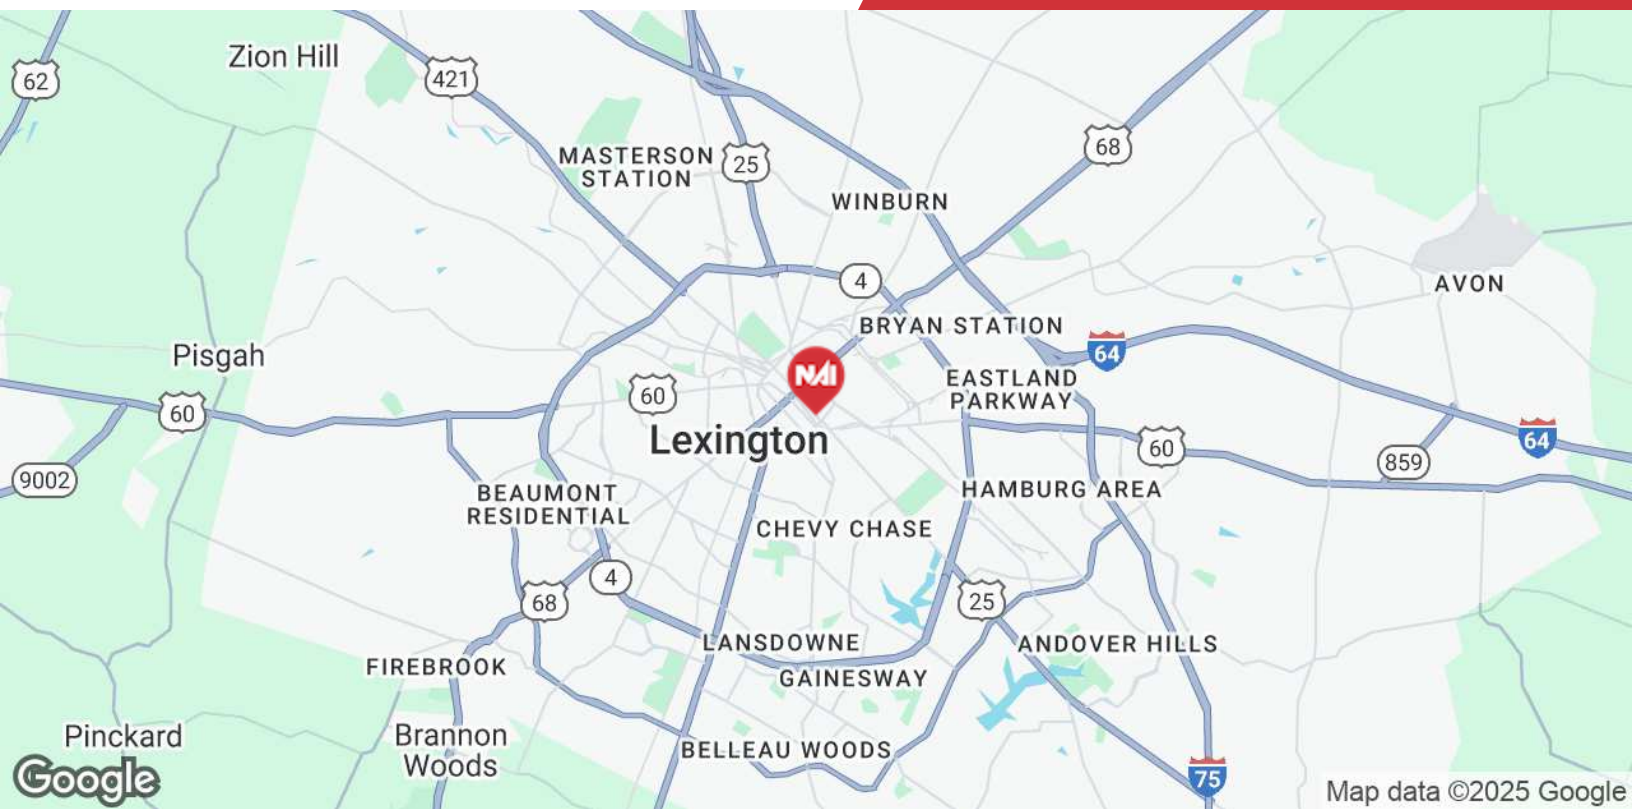 Zion Hill
62
421
MASTERSON
STATION
25
68
WINBURN
4
AVON
BRYAN STATION
64
Pisgah
NAI
EASTLAND
PARKWAY
60
60
Lexington
60
64
859
9002
HAMBURG AREA
BEAUMONT
RESIDENTIAL
CHEVY CHASE
4
68
25
LANSDOWNE
ANDOVER HILLS
FIREBROOK
GAINESWAY
Pinckard
Brannon
Woods
BELLEAU WOODS
75
Google
Map data ©2025 Google